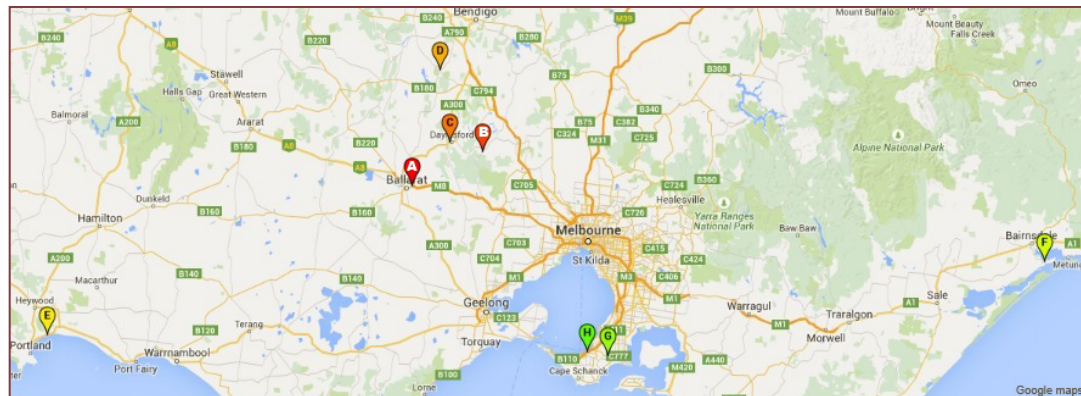 Bendigo
B240
A790
M39
Mount Buffalo
Bright
Mount Beauty
Falls Creek
B240
A8
B220
B280
D
B75
B300
Omeo
Stawell
Halls Gap
Great Western
B180
C794
A300
B340
Balmoral
A200
Ararat
B180
B220
A8
C
Daylesford
B
C324
B75
C382
C725
M31
Alpine National Park
A
Ballarat
M8
C705
C724
B360
Healesville
Dunkeld
B160
Hamilton
B160
C726
Yarra Ranges
National Park
Baw Baw
Melbourne
St Kilda
C415
C424
Bairnsdale
F
A1
Metung
A300
C703
C704
M1
M3
C406
A200
Macarthur
B140
B140
Heywood
E
Portland
Geelong
C123
Torquay
M1
Warragul
M1
Traralgon
Morwell
A1
Sale
B120
Terang
Warrnambool
Port Fairy
H
G
M11
B110
C777
Cape Schanck
A440
M420
Lorne
B100
Google maps